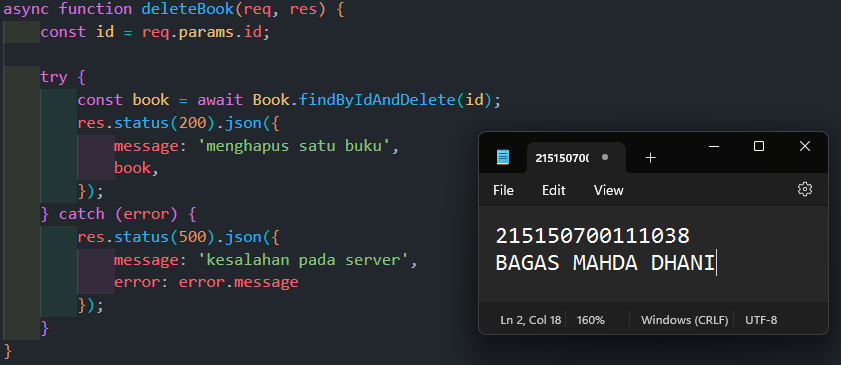 async function deleteBook(req, res) {
    const id = req.params.id;
    try {
        const book = await Book.findByIdAndDelete(id);
        res.status(200).json({
            message: 'menghapus satu buku',
            book,
        });
    } catch (error) {
        res.status(500).json({
            message: 'kesalahan pada server',
            error: error.message
        });
    }
}
21515070
File Edit View
215150700111038
BAGAS MAHDA DHANI
Ln 2, Col 18 160% Windows (CRLF) UTF-8